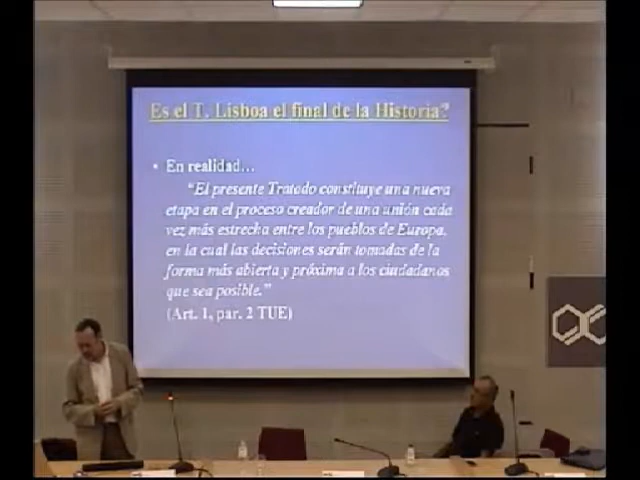 Es el T. Lisboa el final de la Historia?
• En realidad…
"El presente Tratado constituye una nueva
etapa en el proceso creador de una unión cada
vez más estrecha entre los pueblos de Europa,
en la cual las decisiones serán tomadas de la
forma más abierta y próxima a los ciudadanos
que sea posible."
(Art. 1, par. 2 TUE)